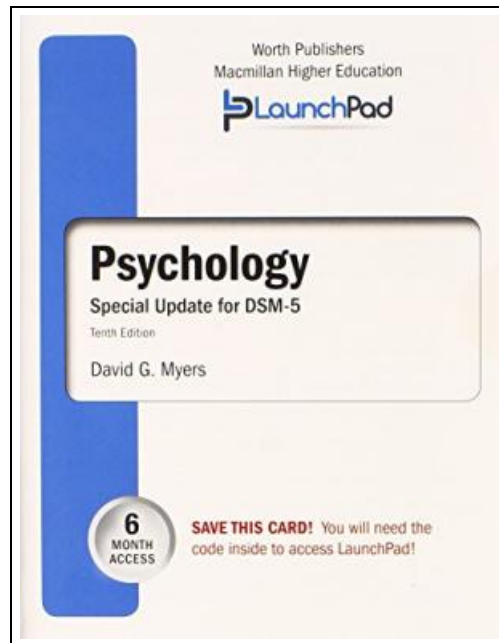 Worth Publishers
Macmillan Higher Education
LaunchPad
Psychology
Special Update for DSM-5
Tenth Edition
David G. Myers
6
MONTH
ACCESS
SAVE THIS CARD! You will need the
code inside to access LaunchPad!